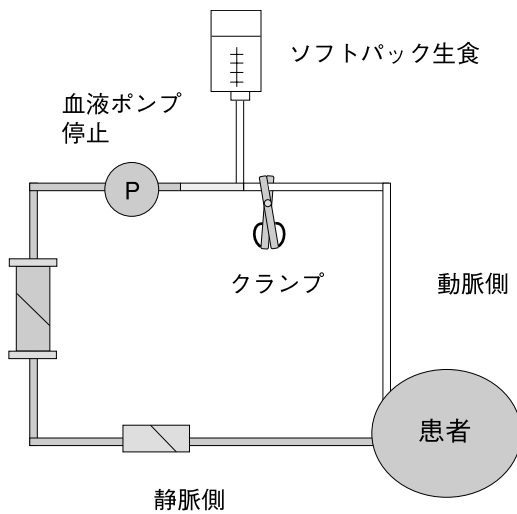 ソフトパック生食
血液ポンプ
停止
P
クランプ
動脈側
患者
静脈側